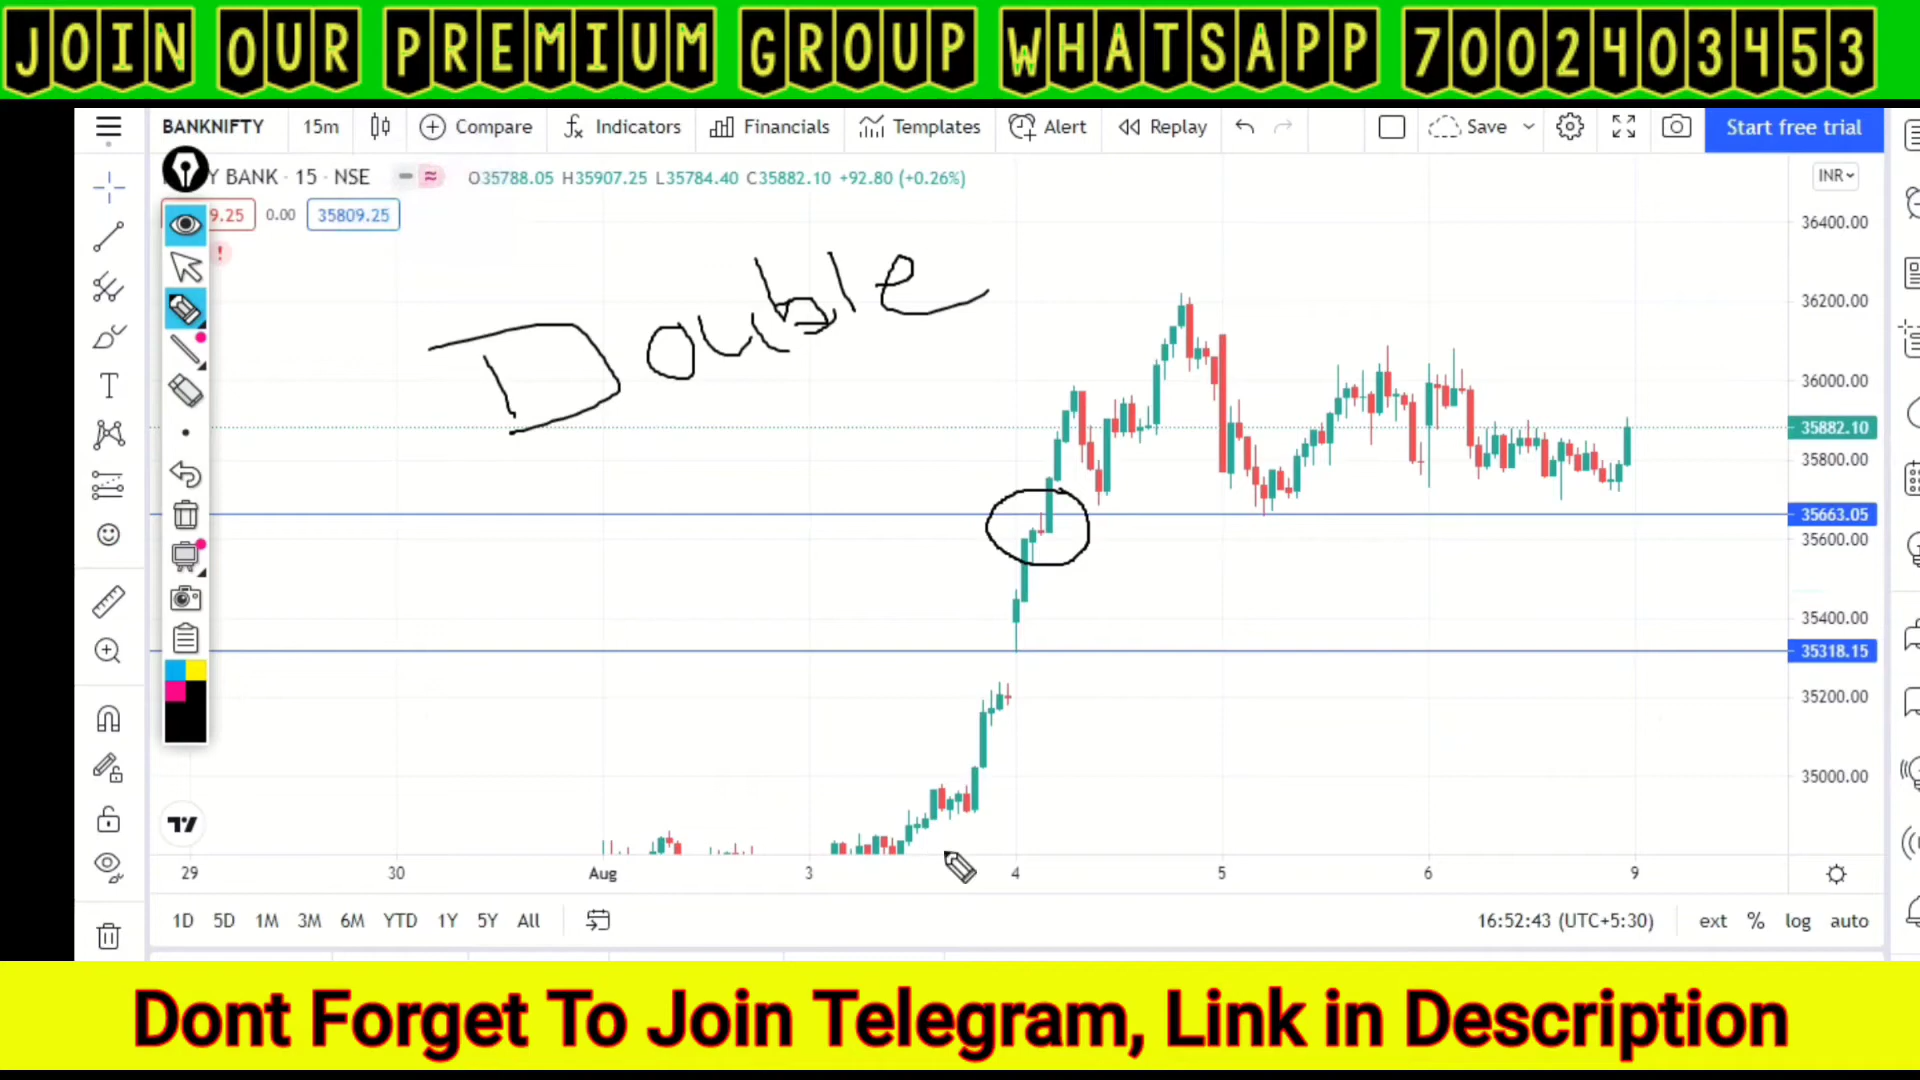 JOIN OUR PREMIUM GROUP WHATSAPP 7002403453
BANKNIFTY 15m Compare Indicators Financials Templates Alert Replay Save Start free trial
Y BANK · 15 · NSE O35788.05 H35907.25 L35784.40 C35882.10 +92.80 (+0.26%) INR
9.25 0.00 35809.25
36400.00
Double
36200.00
36000.00
35882.10
35800.00
35663.05
35600.00
35400.00
35318.15
35200.00
35000.00
29 30 Aug 3 4 5 6 9
1D 5D 1M 3M 6M YTD 1Y 5Y All 16:52:43 (UTC+5:30) ext % log auto
Dont Forget To Join Telegram, Link in Description